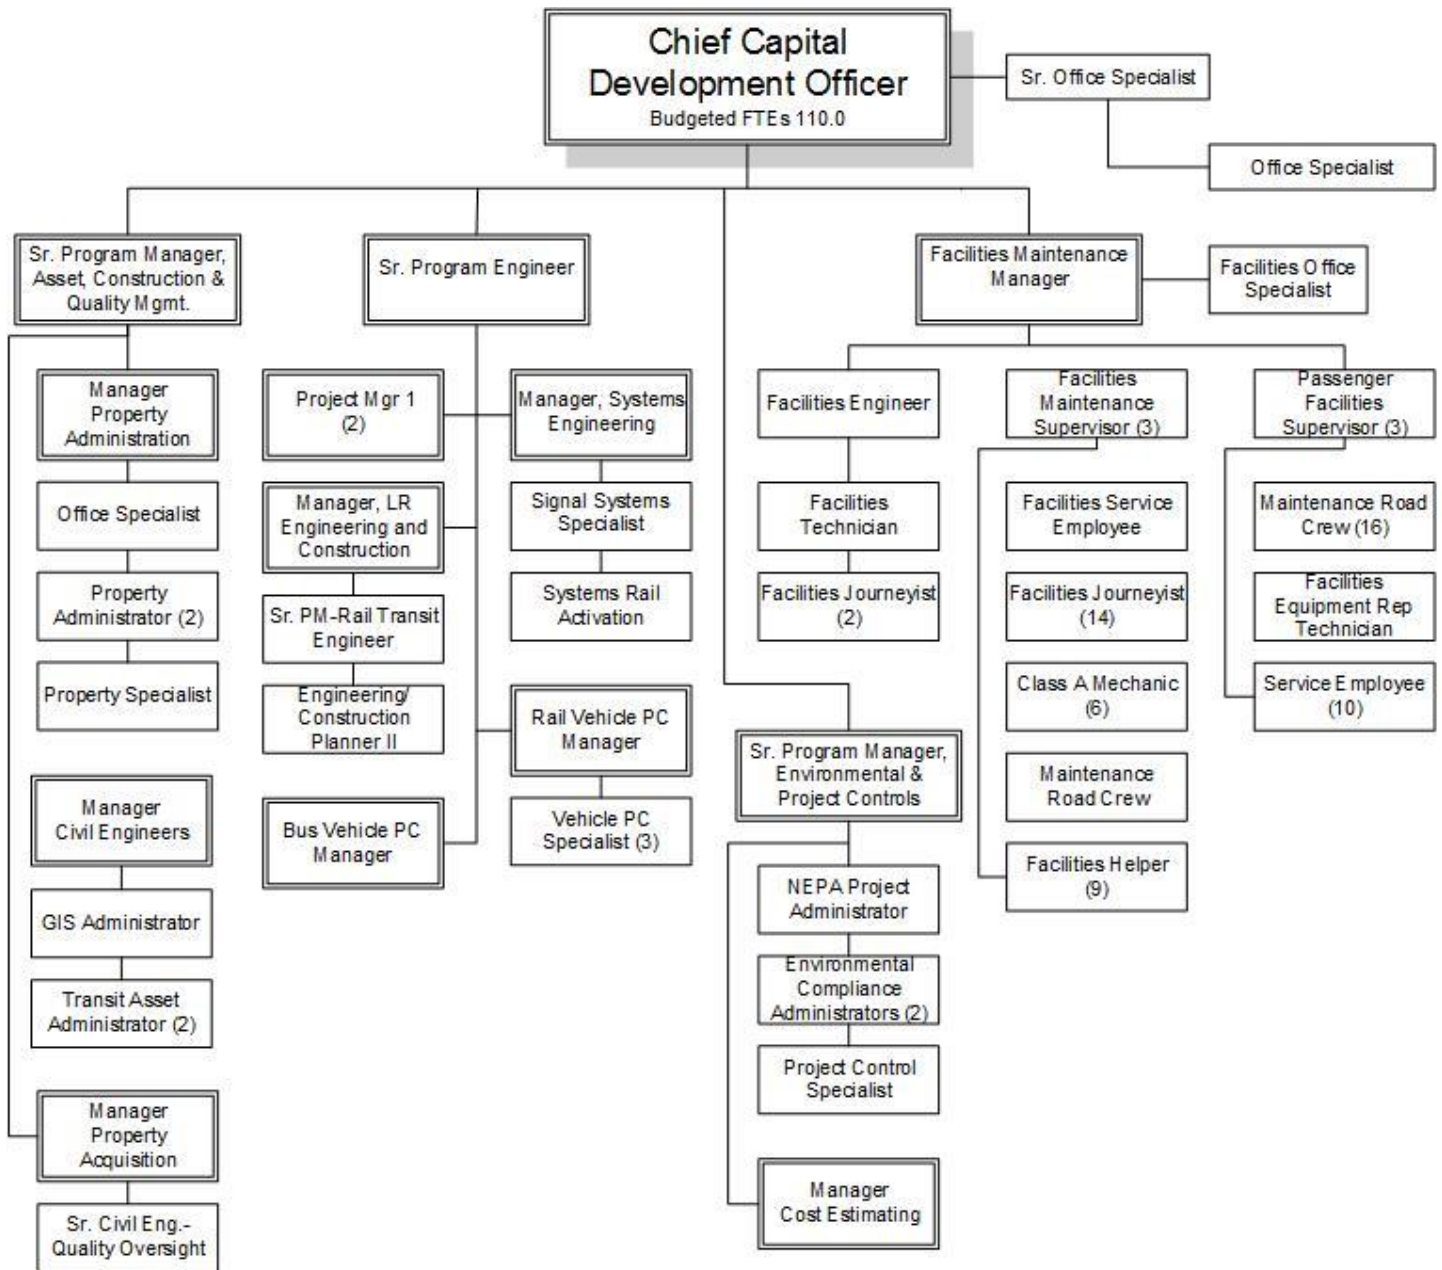 Chief Capital
Development Officer
Budgeted FTEs 110.0
Sr. Office Specialist
Office Specialist
Sr. Program Manager,
Asset, Construction &
Quality Mgmt.
Sr. Program Engineer
Facilities Maintenance
Manager
Facilities Office
Specialist
Manager
Property
Administration
Office Specialist
Property
Administrator (2)
Property Specialist
Manager
Civil Engineers
GIS Administrator
Transit Asset
Administrator (2)
Manager
Property
Acquisition
Sr. Civil Eng.-
Quality Oversight
Project Mgr 1
(2)
Manager, LR
Engineering and
Construction
Sr. PM-Rail Transit
Engineer
Engineering/
Construction
Planner II
Bus Vehicle PC
Manager
Manager, Systems
Engineering
Signal Systems
Specialist
Systems Rail
Activation
Rail Vehicle PC
Manager
Vehicle PC
Specialist (3)
Sr. Program Manager,
Environmental &
Project Controls
NEPA Project
Administrator
Environmental
Compliance
Administrators (2)
Project Control
Specialist
Manager
Cost Estimating
Facilities Engineer
Facilities
Technician
Facilities Journeyist
(2)
Facilities
Maintenance
Supervisor (3)
Facilities Service
Employee
Facilities Journeyist
(14)
Class A Mechanic
(6)
Maintenance
Road Crew
Facilities Helper
(9)
Passenger
Facilities
Supervisor (3)
Maintenance Road
Crew (16)
Facilities
Equipment Rep
Technician
Service Employee
(10)